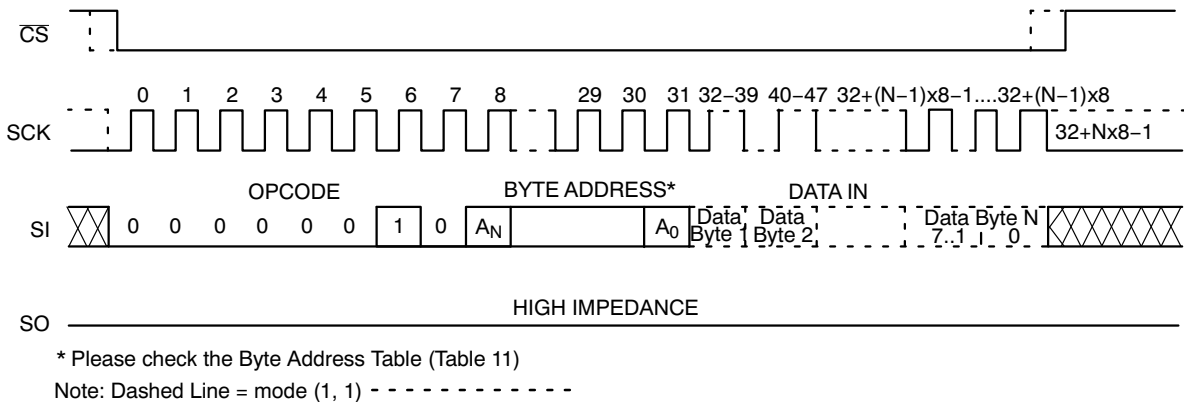 CS
0 1 2 3 4 5 6 7 8 29 30 31 32–39 40–47 32+(N–1)x8–1....32+(N–1)x8
SCK
32+Nx8–1
OPCODE BYTE ADDRESS* DATA IN
SI 0 0 0 0 0 0 1 0 AN A0 Data Byte 1 Data Byte 2 Data Byte N 7..1 0
HIGH IMPEDANCE
SO
* Please check the Byte Address Table (Table 11)
Note: Dashed Line = mode (1, 1)